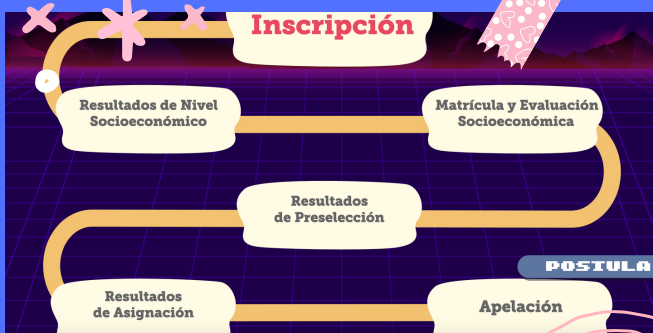 Inscripción
Resultados de Nivel
Socioeconómico
Matrícula y Evaluación
Socioeconómica
Resultados
de Preselección
POSTULA
Resultados
de Asignación
Apelación